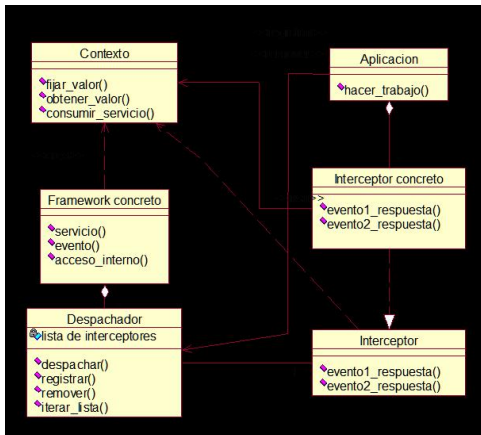 Contexto
fijar_valor()
obtener_valor()
consumir_servicio()
Aplicacion
hacer_trabajo()
Framework concreto
servicio()
evento()
acceso_interno()
Interceptor concreto
>>
evento1_respuesta()
evento2_respuesta()
Despachador
lista de interceptores
despachar()
registrar()
remover()
iterar_lista()
Interceptor
evento1_respuesta()
evento2_respuesta()